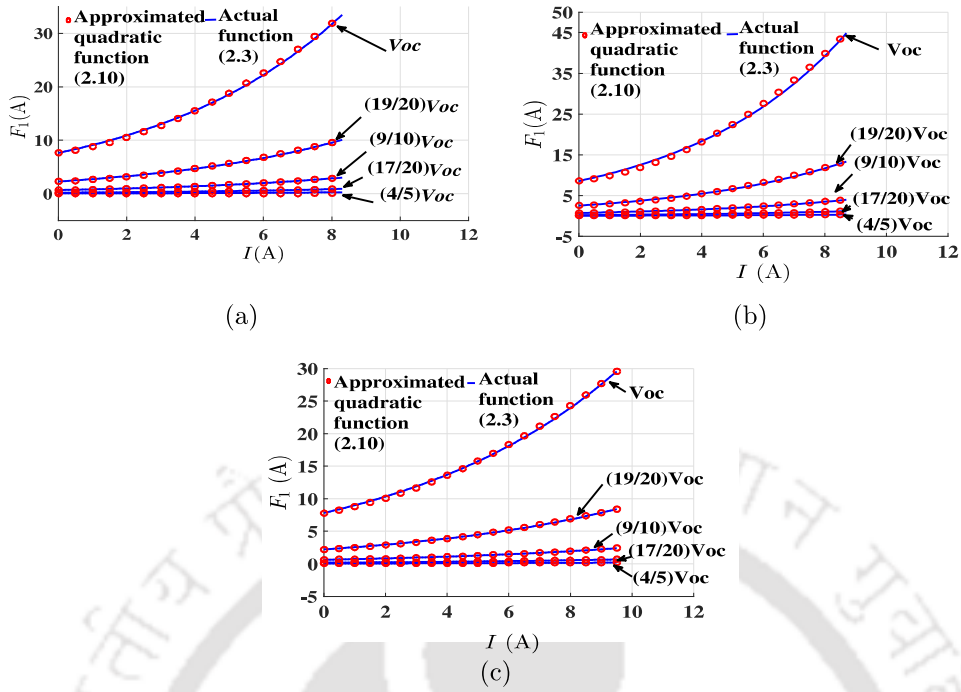 Approximated quadratic function (2.10)
Actual function (2.3)
Voc
(19/20)Voc
(9/10)Voc
(17/20)Voc
(4/5)Voc
30
20
10
0
F1(A)
0 2 4 6 8 10 12
I(A)
(a)
Approximated quadratic function (2.10)
Actual function (2.3)
Voc
(19/20)Voc
(9/10)Voc
(17/20)Voc
(4/5)Voc
45
35
25
15
5
-5
F1(A)
0 2 4 6 8 10 12
I (A)
(b)
Approximated quadratic function (2.10)
Actual function (2.3)
Voc
(19/20)Voc
(9/10)Voc
(17/20)Voc
(4/5)Voc
30
25
20
15
10
5
0
-5
F1 (A)
0 2 4 6 8 10 12
I (A)
(c)